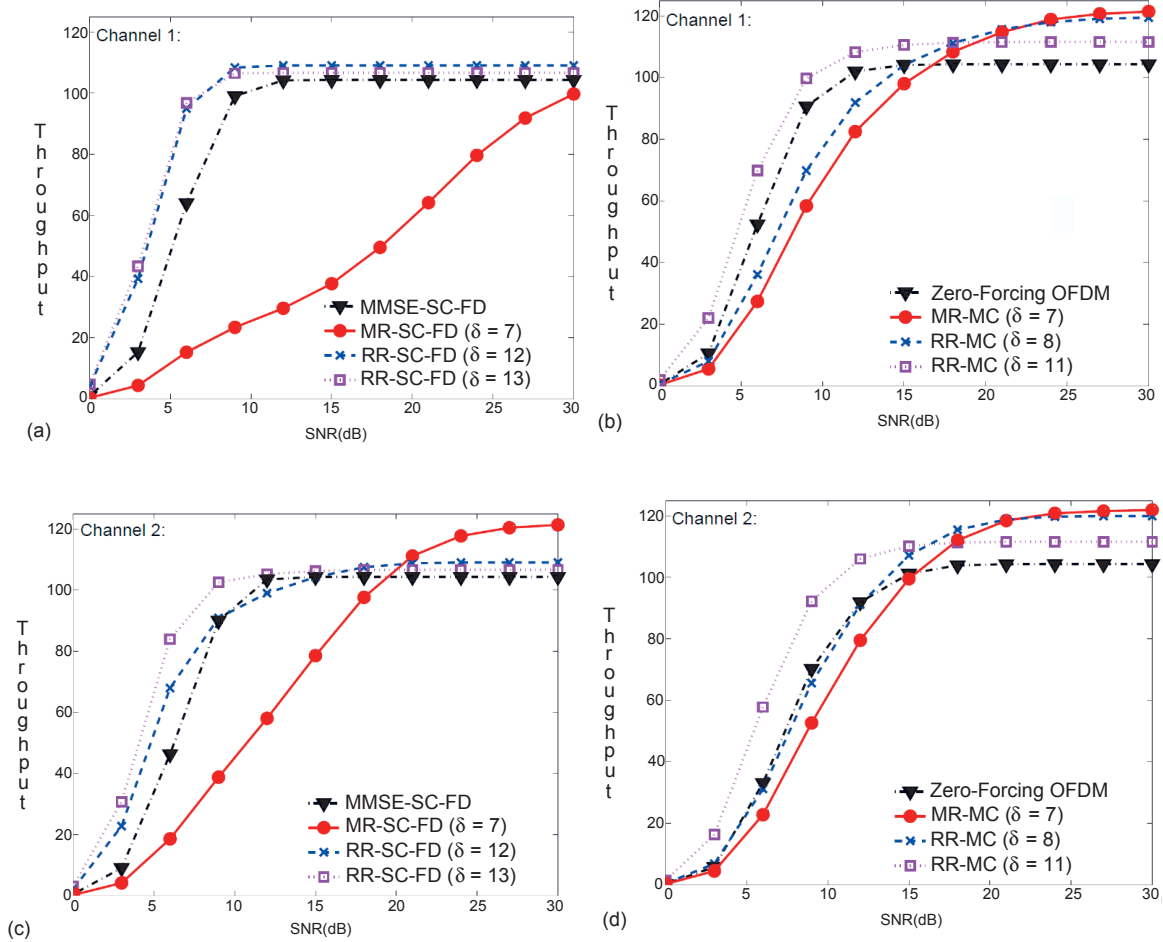 Channel 1:
120
100
80
60
40
20
0
Throughput
MMSE-SC-FD
MR-SC-FD (δ = 7)
RR-SC-FD (δ = 12)
RR-SC-FD (δ = 13)
0 5 10 15 20 25 30
SNR(dB)
(a)
Channel 1:
120
100
80
60
40
20
0
Throughput
Zero-Forcing OFDM
MR-MC (δ = 7)
RR-MC (δ = 8)
RR-MC (δ = 11)
0 5 10 15 20 25 30
SNR(dB)
(b)
Channel 2:
120
100
80
60
40
20
0
Throughput
MMSE-SC-FD
MR-SC-FD (δ = 7)
RR-SC-FD (δ = 12)
RR-SC-FD (δ = 13)
0 5 10 15 20 25 30
SNR(dB)
(c)
Channel 2:
120
100
80
60
40
20
0
Throughput
Zero-Forcing OFDM
MR-MC (δ = 7)
RR-MC (δ = 8)
RR-MC (δ = 11)
0 5 10 15 20 25 30
SNR(dB)
(d)